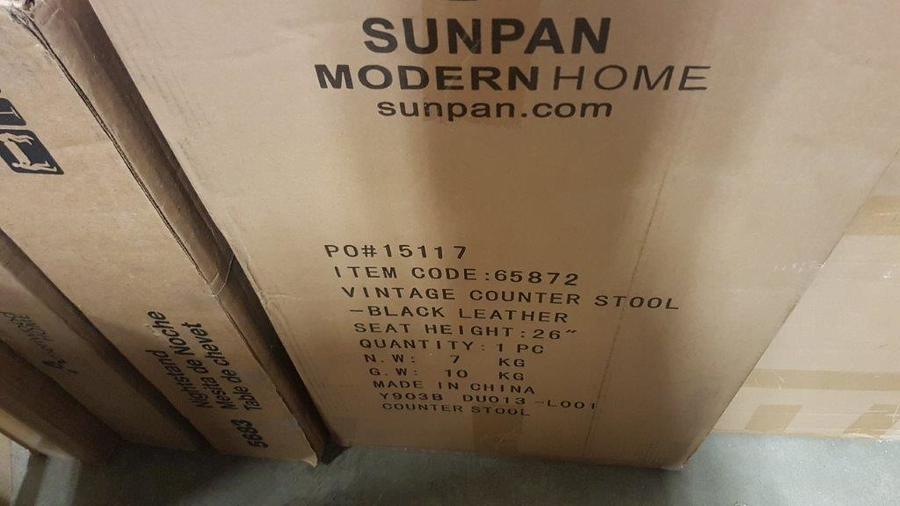 SUNPAN
MODERN HOME
sunpan.com
PO#15117
ITEM CODE:65872
VINTAGE COUNTER STOOL
-BLACK LEATHER
SEAT HEIGHT:26"
QUANTITY:1 PC
N.W: 7 KG
G.W: 10 KG
MADE IN CHINA
Y903B DU013-L001
COUNTER STOOL
Nightstand
Mesita de Noche
Table de chevet
5683